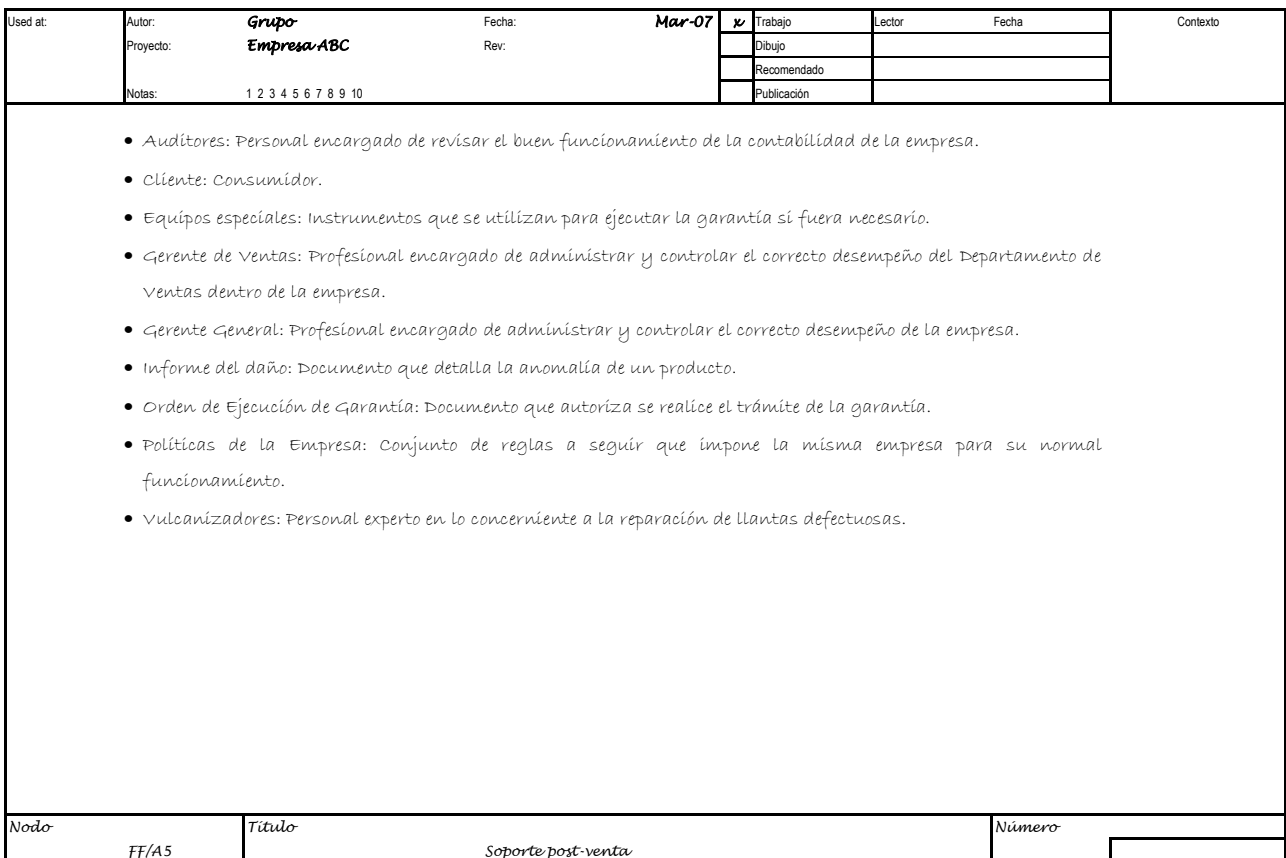 Used at: Autor: Grupo Fecha: Mar-07 x Trabajo Lector Fecha Contexto
Proyecto: Empresa ABC Rev: Dibujo
Recomendado
Notas: 1 2 3 4 5 6 7 8 9 10 Publicación
• Auditores: Personal encargado de revisar el buen funcionamiento de la contabilidad de la empresa.
• Cliente: Consumidor.
• Equipos especiales: Instrumentos que se utilizan para ejecutar la garantía si fuera necesario.
• Gerente de Ventas: Profesional encargado de administrar y controlar el correcto desempeño del Departamento de
Ventas dentro de la empresa.
• Gerente General: Profesional encargado de administrar y controlar el correcto desempeño de la empresa.
• Informe del daño: Documento que detalla la anomalía de un producto.
• Orden de Ejecución de Garantía: Documento que autoriza se realice el trámite de la garantía.
• Políticas de la Empresa: Conjunto de reglas a seguir que impone la misma empresa para su normal
funcionamiento.
• Vulcanizadores: Personal experto en lo concerniente a la reparación de llantas defectuosas.
Nodo Título Número
FF/A5 Soporte post-venta